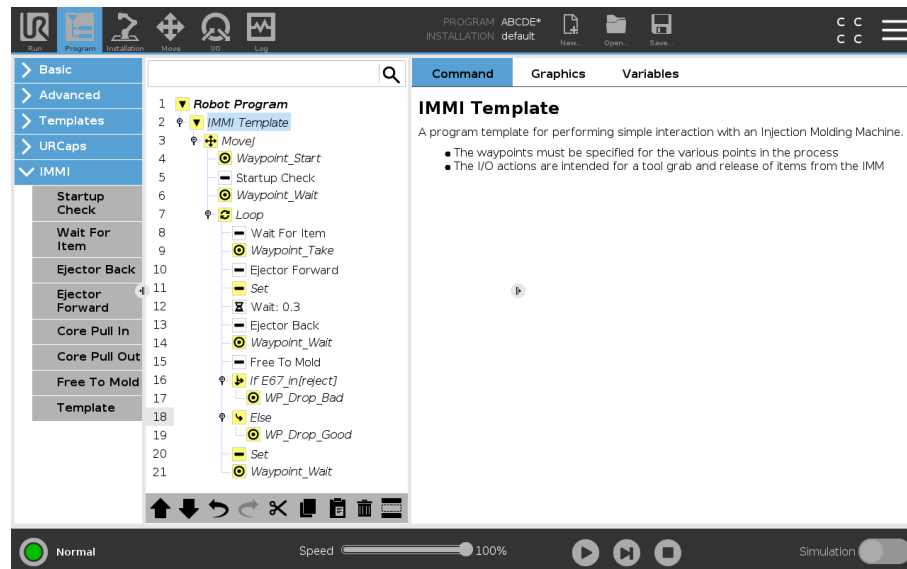 PROGRAM ABCDE*
INSTALLATION default
Run Program Installation Move I/O Log New... Open... Save...
C C
C C
Basic
Advanced
Templates
URCaps
IMMI
Startup
Check
Wait For
Item
Ejector Back
Ejector
Forward
Core Pull In
Core Pull Out
Free To Mold
Template
1 Robot Program
2 IMMI Template
3 MoveJ
4 Waypoint_Start
5 Startup Check
6 Waypoint_Wait
7 Loop
8 Wait For Item
9 Waypoint_Take
10 Ejector Forward
11 Set
12 Wait: 0.3
13 Ejector Back
14 Waypoint_Wait
15 Free To Mold
16 If E67_in[reject]
17 WP_Drop_Bad
18 Else
19 WP_Drop_Good
20 Set
21 Waypoint_Wait
Command Graphics Variables
IMMI Template
A program template for performing simple interaction with an Injection Molding Machine.
● The waypoints must be specified for the various points in the process
● The I/O actions are intended for a tool grab and release of items from the IMM
Normal Speed 100% Simulation